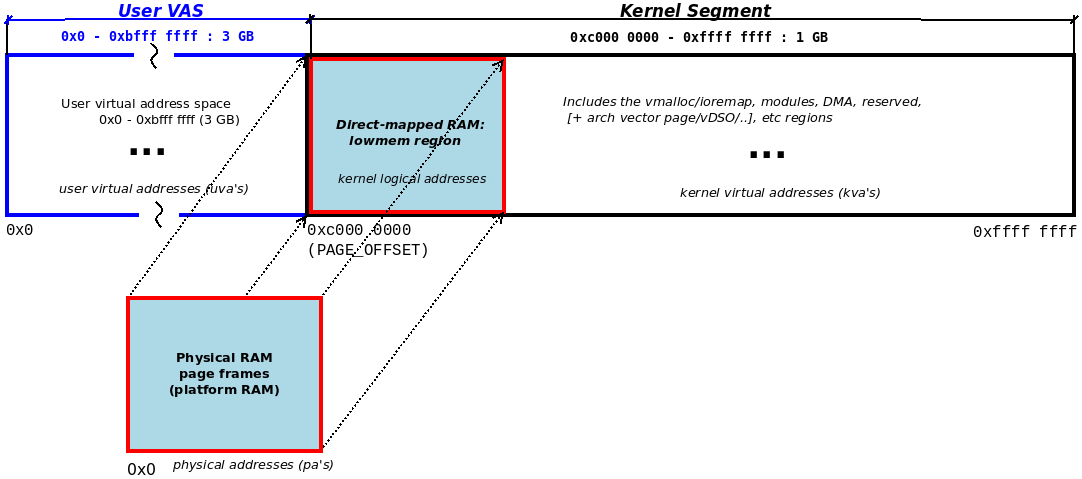 User VAS
Kernel Segment
0x0 - 0xbfff ffff : 3 GB
0xc000 0000 - 0xffff ffff : 1 GB
User virtual address space
0x0 - 0xbfff ffff (3 GB)
...
user virtual addresses (uva's)
Direct-mapped RAM:
lowmem region
kernel logical addresses
Includes the vmalloc/ioremap, modules, DMA, reserved,
[+ arch vector page/vDSO/..], etc regions
...
kernel virtual addresses (kva's)
0x0
0xc000 0000
(PAGE_OFFSET)
0xffff ffff
Physical RAM
page frames
(platform RAM)
0x0
physical addresses (pa's)